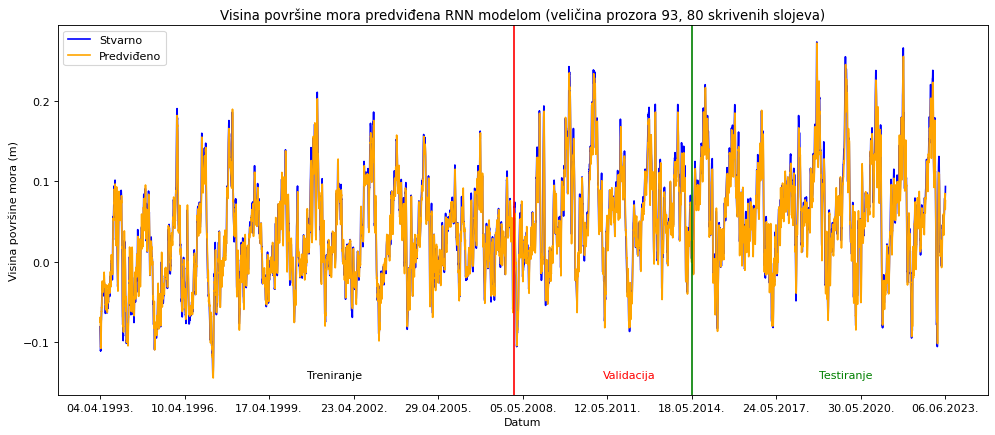 Visina površine mora predviđena RNN modelom (veličina prozora 93, 80 skrivenih slojeva)
Stvarno
Predviđeno
Visina površine mora (m)
0.2
0.1
0.0
−0.1
Treniranje
Validacija
Testiranje
04.04.1993.
10.04.1996.
17.04.1999.
23.04.2002.
29.04.2005.
05.05.2008.
12.05.2011.
18.05.2014.
24.05.2017.
30.05.2020.
06.06.2023.
Datum